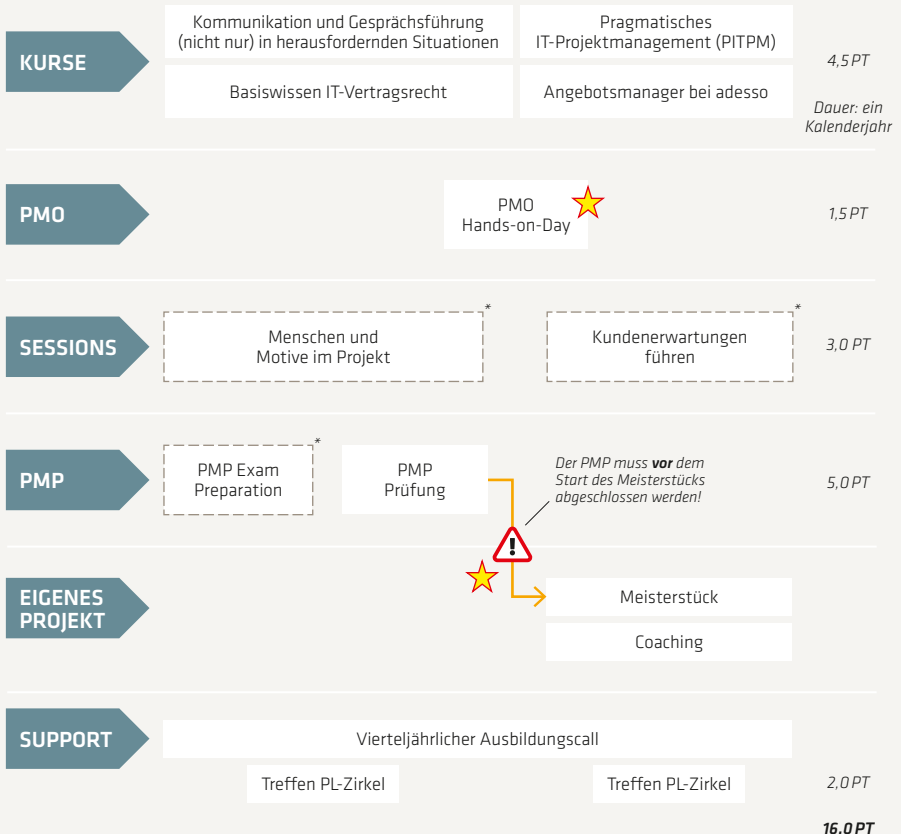 KURSE
Kommunikation und Gesprächsführung
(nicht nur) in herausfordernden Situationen
Pragmatisches
IT-Projektmanagement (PITPM)
Basiswissen IT-Vertragsrecht
Angebotsmanager bei adesso
4,5 PT
Dauer: ein
Kalenderjahr
PMO
PMO
Hands-on-Day
1,5 PT
SESSIONS
Menschen und
Motive im Projekt
*
Kundenerwartungen
führen
*
3,0 PT
PMP
PMP Exam
Preparation
*
PMP
Prüfung
Der PMP muss vor dem
Start des Meisterstücks
abgeschlossen werden!
5,0 PT
!
EIGENES
PROJEKT
Meisterstück
Coaching
SUPPORT
Vierteljährlicher Ausbildungscall
Treffen PL-Zirkel
Treffen PL-Zirkel
2,0 PT
16,0 PT